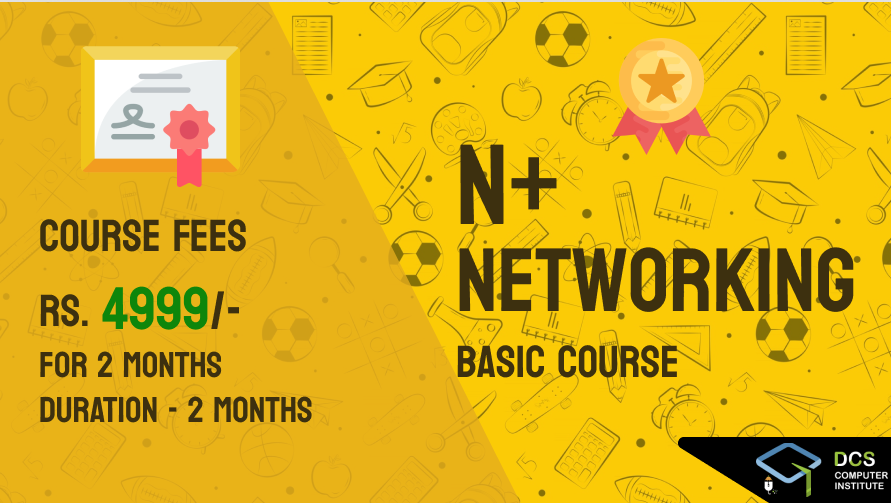 COURSE FEES
RS. 4999/-
FOR 2 MONTHS
DURATION - 2 MONTHS
N+
NETWORKING
BASIC COURSE
DCS
COMPUTER
INSTITUTE